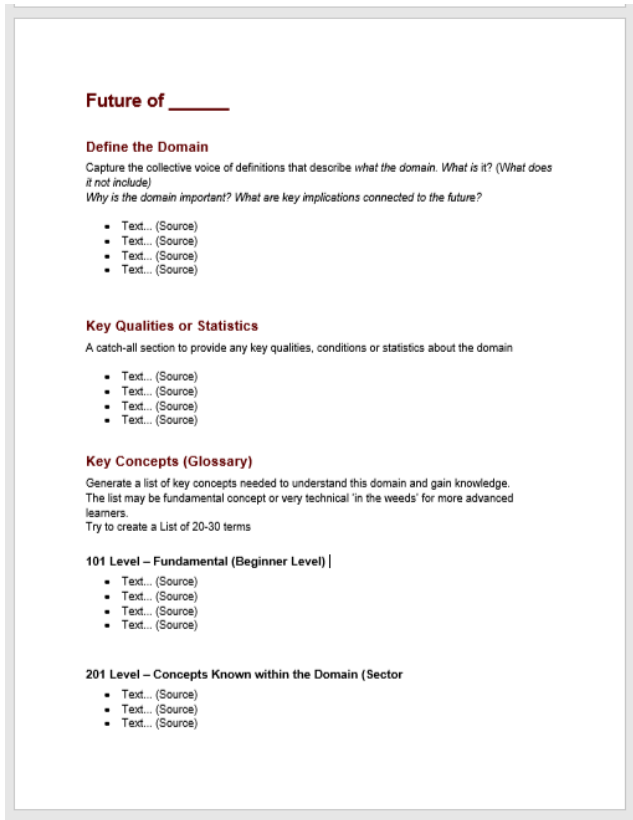 Future of ______
Define the Domain
Capture the collective voice of definitions that describe what the domain. What is it? (What does
it not include)
Why is the domain important? What are key implications connected to the future?
• Text... (Source)
• Text... (Source)
• Text... (Source)
• Text... (Source)
Key Qualities or Statistics
A catch-all section to provide any key qualities, conditions or statistics about the domain
• Text... (Source)
• Text... (Source)
• Text... (Source)
• Text... (Source)
Key Concepts (Glossary)
Generate a list of key concepts needed to understand this domain and gain knowledge.
The list may be fundamental concept or very technical 'in the weeds' for more advanced
learners.
Try to create a List of 20-30 terms
101 Level – Fundamental (Beginner Level)
• Text... (Source)
• Text... (Source)
• Text... (Source)
• Text... (Source)
201 Level – Concepts Known within the Domain (Sector
• Text... (Source)
• Text... (Source)
• Text... (Source)